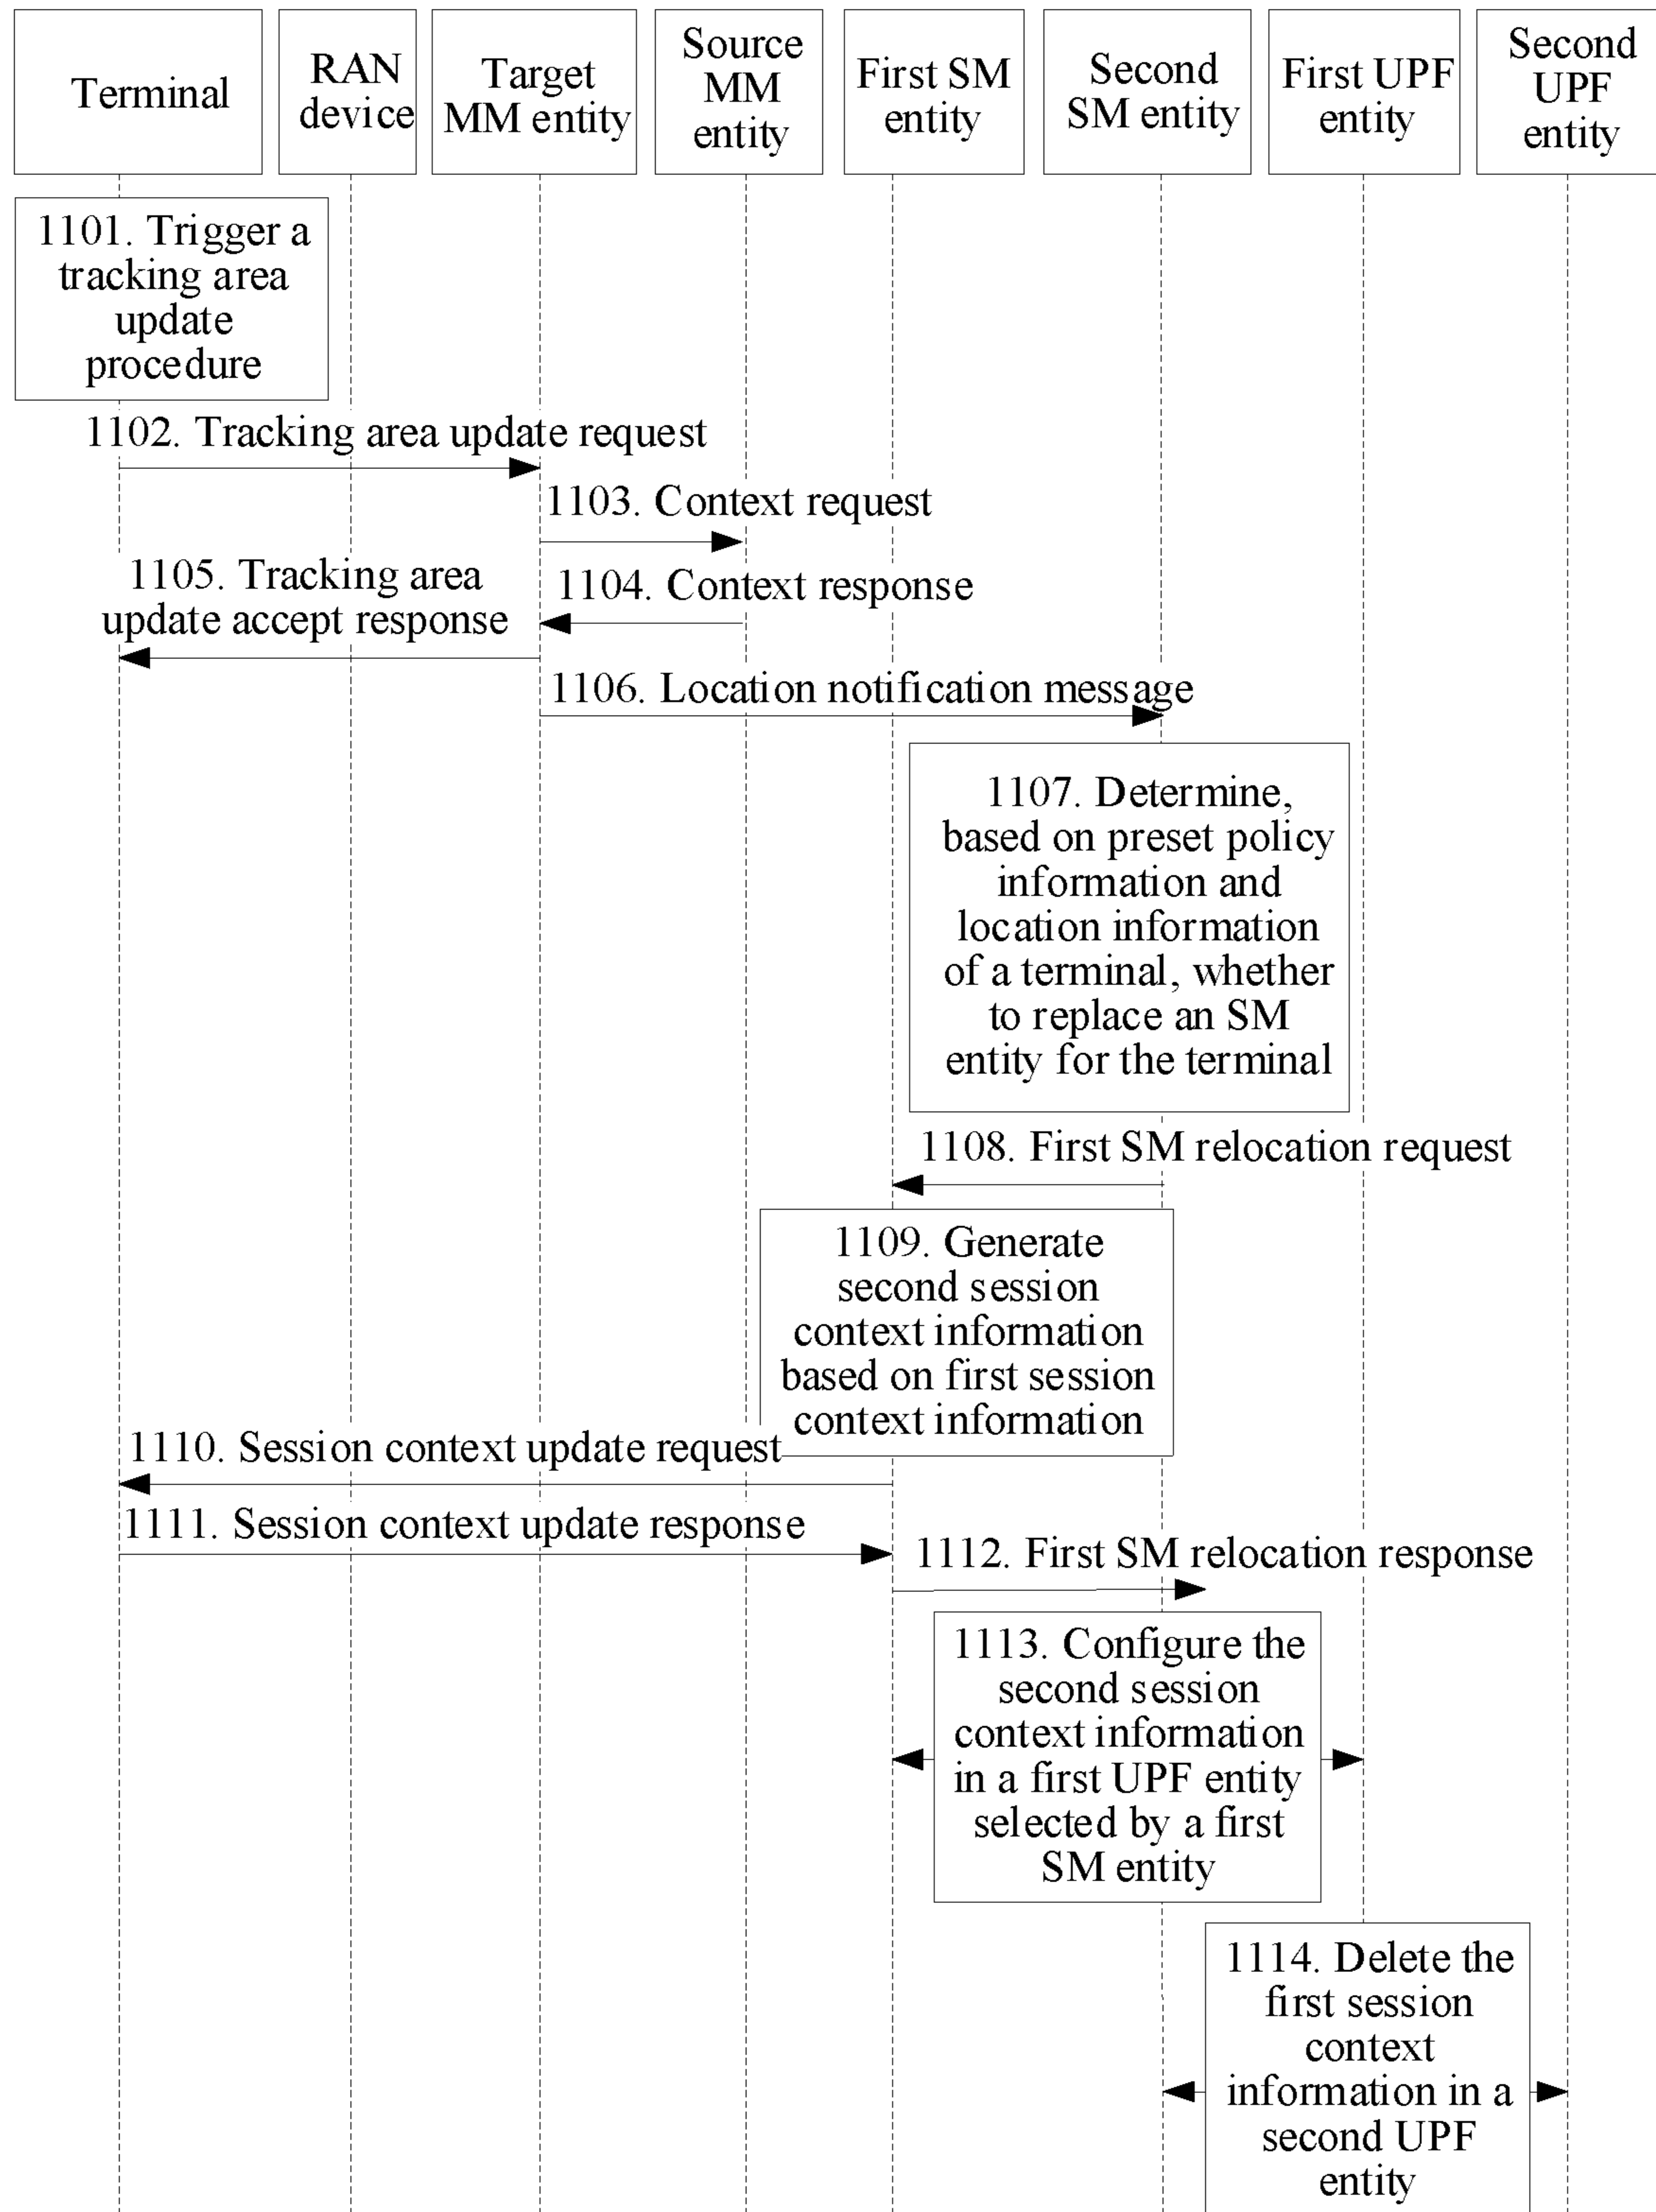 Terminal
RAN
device
Target
MM entity
Source
MM
entity
First SM
entity
Second
SM entity
First UPF
entity
Second
UPF
entity
1101. Trigger a
tracking area
update
procedure
1102. Tracking area update request
1103. Context request
1104. Context response
1105. Tracking area
update accept response
1106. Location notification message
1107. Determine,
based on preset policy
information and
location information
of a terminal, whether
to replace an SM
entity for the terminal
1108. First SM relocation request
1109. Generate
second session
context information
based on first session
context information
1110. Session context update request
1111. Session context update response
1112. First SM relocation response
1113. Configure the
second session
context information
in a first UPF entity
selected by a first
SM entity
1114. Delete the
first session
context
information in a
second UPF
entity